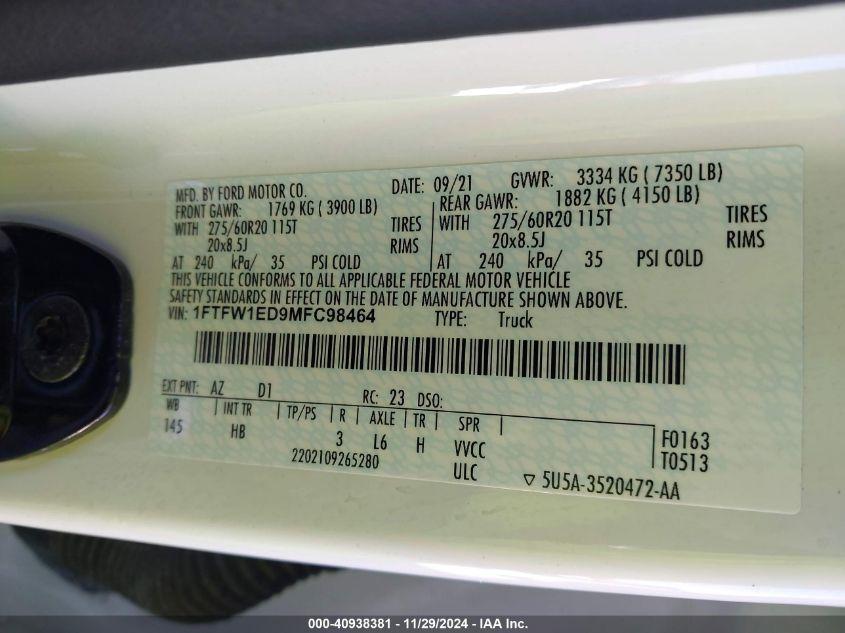 MFD. BY FORD MOTOR CO. DATE: 09/21 GVWR: 3334 KG ( 7350 LB)
FRONT GAWR: 1769 KG ( 3900 LB) REAR GAWR: 1882 KG ( 4150 LB)
WITH 275/60R20 115T TIRES WITH 275/60R20 115T TIRES
20x8.5J RIMS 20x8.5J RIMS
AT 240 kPa/ 35 PSI COLD AT 240 kPa/ 35 PSI COLD
THIS VEHICLE CONFORMS TO ALL APPLICABLE FEDERAL MOTOR VEHICLE
SAFETY STANDARDS IN EFFECT ON THE DATE OF MANUFACTURE SHOWN ABOVE.
VIN: 1FTFW1ED9MFC98464 TYPE: Truck
EXT PNT: AZ D1 RC: 23 DSO:
WB INT TR TP/PS R AXLE TR SPR
145 HB 3 L6 H VVCC F0163
2202109265280 ULC T0513
▽ 5U5A-3520472-AA
000-40938381 - 11/29/2024 - IAA Inc.